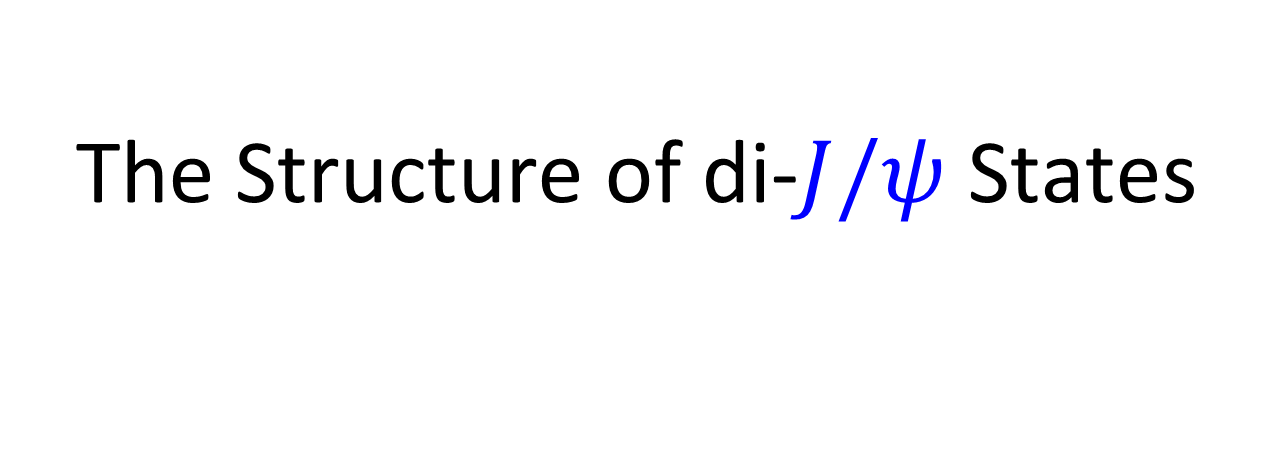 The Structure of di-J/ψ States